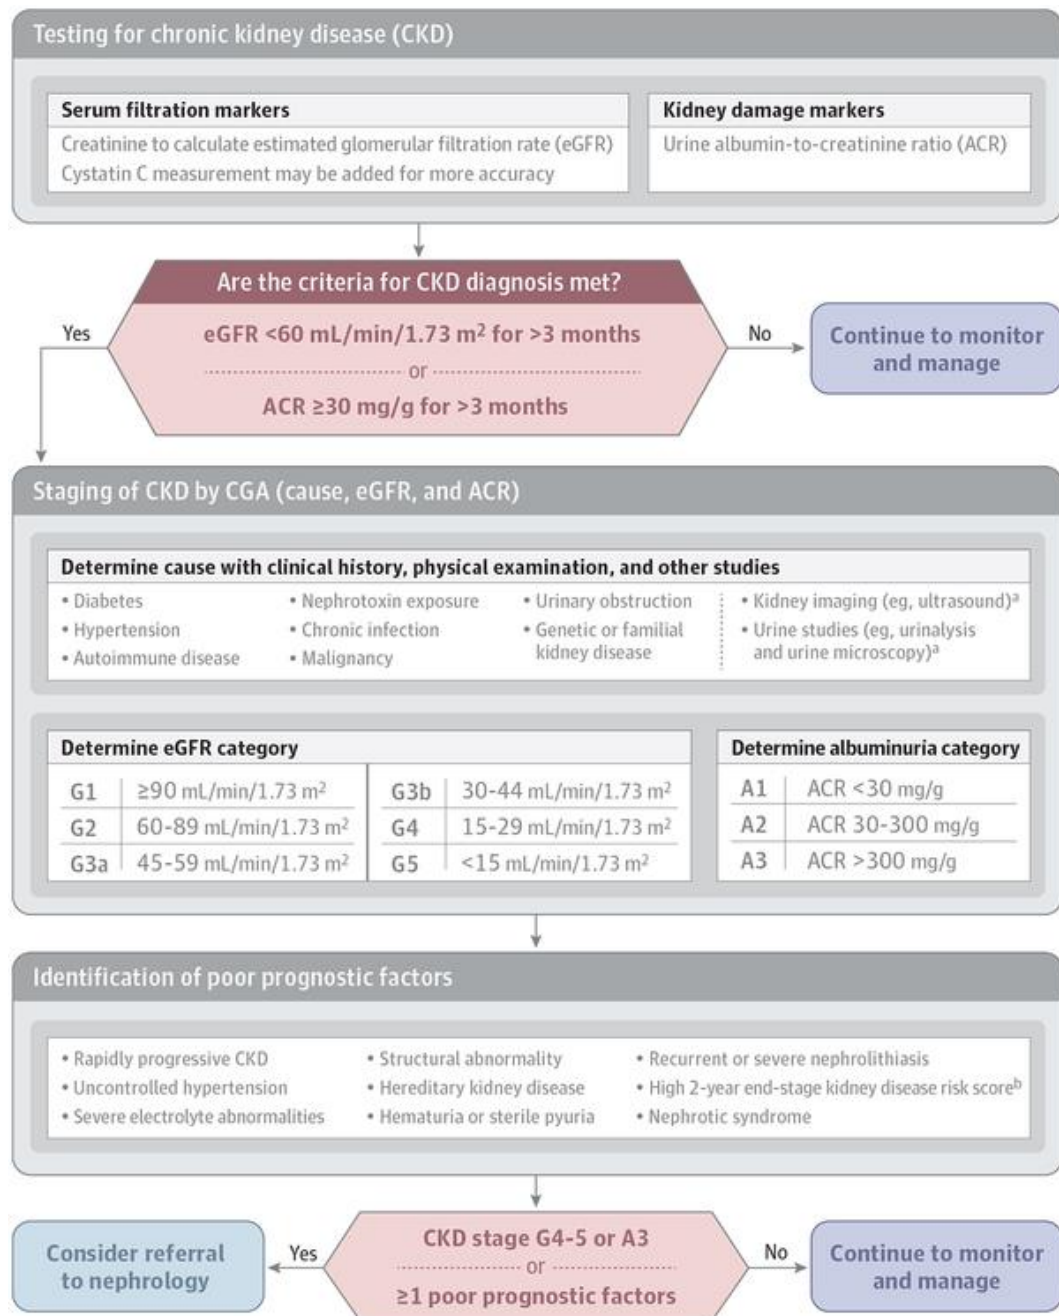 Testing for chronic kidney disease (CKD)
Serum filtration markers
Creatinine to calculate estimated glomerular filtration rate (eGFR)
Cystatin C measurement may be added for more accuracy
Kidney damage markers
Urine albumin-to-creatinine ratio (ACR)
Are the criteria for CKD diagnosis met?
eGFR <60 mL/min/1.73 m² for >3 months
or
ACR ≥30 mg/g for >3 months
Yes
No
Continue to monitor
and manage
Staging of CKD by CGA (cause, eGFR, and ACR)
Determine cause with clinical history, physical examination, and other studies
• Diabetes
• Hypertension
• Autoimmune disease
• Nephrotoxin exposure
• Chronic infection
• Malignancy
• Urinary obstruction
• Genetic or familial
kidney disease
• Kidney imaging (eg, ultrasound)ᵃ
• Urine studies (eg, urinalysis
and urine microscopy)ᵃ
Determine eGFR category
G1 ≥90 mL/min/1.73 m²
G2 60-89 mL/min/1.73 m²
G3a 45-59 mL/min/1.73 m²
G3b 30-44 mL/min/1.73 m²
G4 15-29 mL/min/1.73 m²
G5 <15 mL/min/1.73 m²
Determine albuminuria category
A1 ACR <30 mg/g
A2 ACR 30-300 mg/g
A3 ACR >300 mg/g
Identification of poor prognostic factors
• Rapidly progressive CKD
• Uncontrolled hypertension
• Severe electrolyte abnormalities
• Structural abnormality
• Hereditary kidney disease
• Hematuria or sterile pyuria
• Recurrent or severe nephrolithiasis
• High 2-year end-stage kidney disease risk scoreᵇ
• Nephrotic syndrome
Consider referral
to nephrology
Yes
CKD stage G4-5 or A3
or
≥1 poor prognostic factors
No
Continue to monitor
and manage